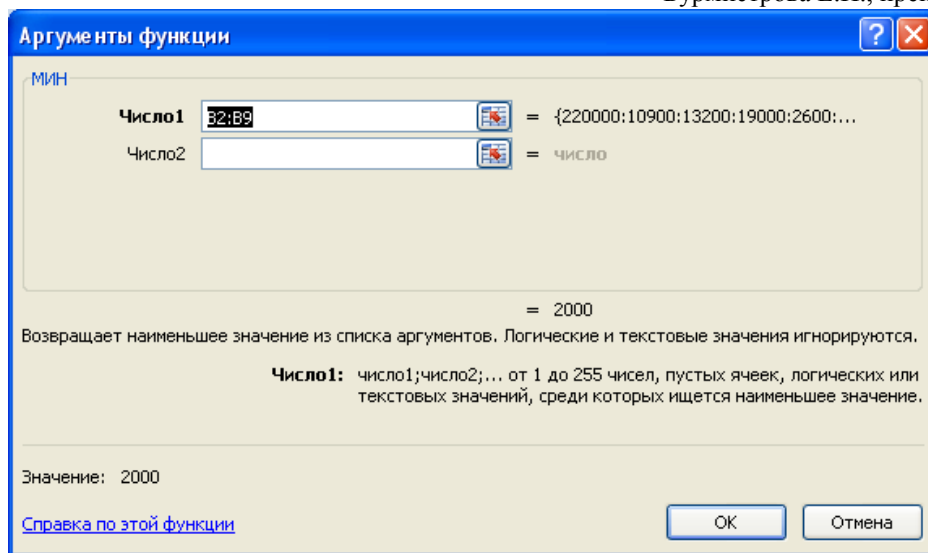 Аргументы функции
МИН
Число1 B2:B9 = {220000:10900:13200:19000:2600:...
Число2 = число
= 2000
Возвращает наименьшее значение из списка аргументов. Логические и текстовые значения игнорируются.
Число1: число1;число2;... от 1 до 255 чисел, пустых ячеек, логических или
текстовых значений, среди которых ищется наименьшее значение.
Значение: 2000
Справка по этой функции
ОК Отмена